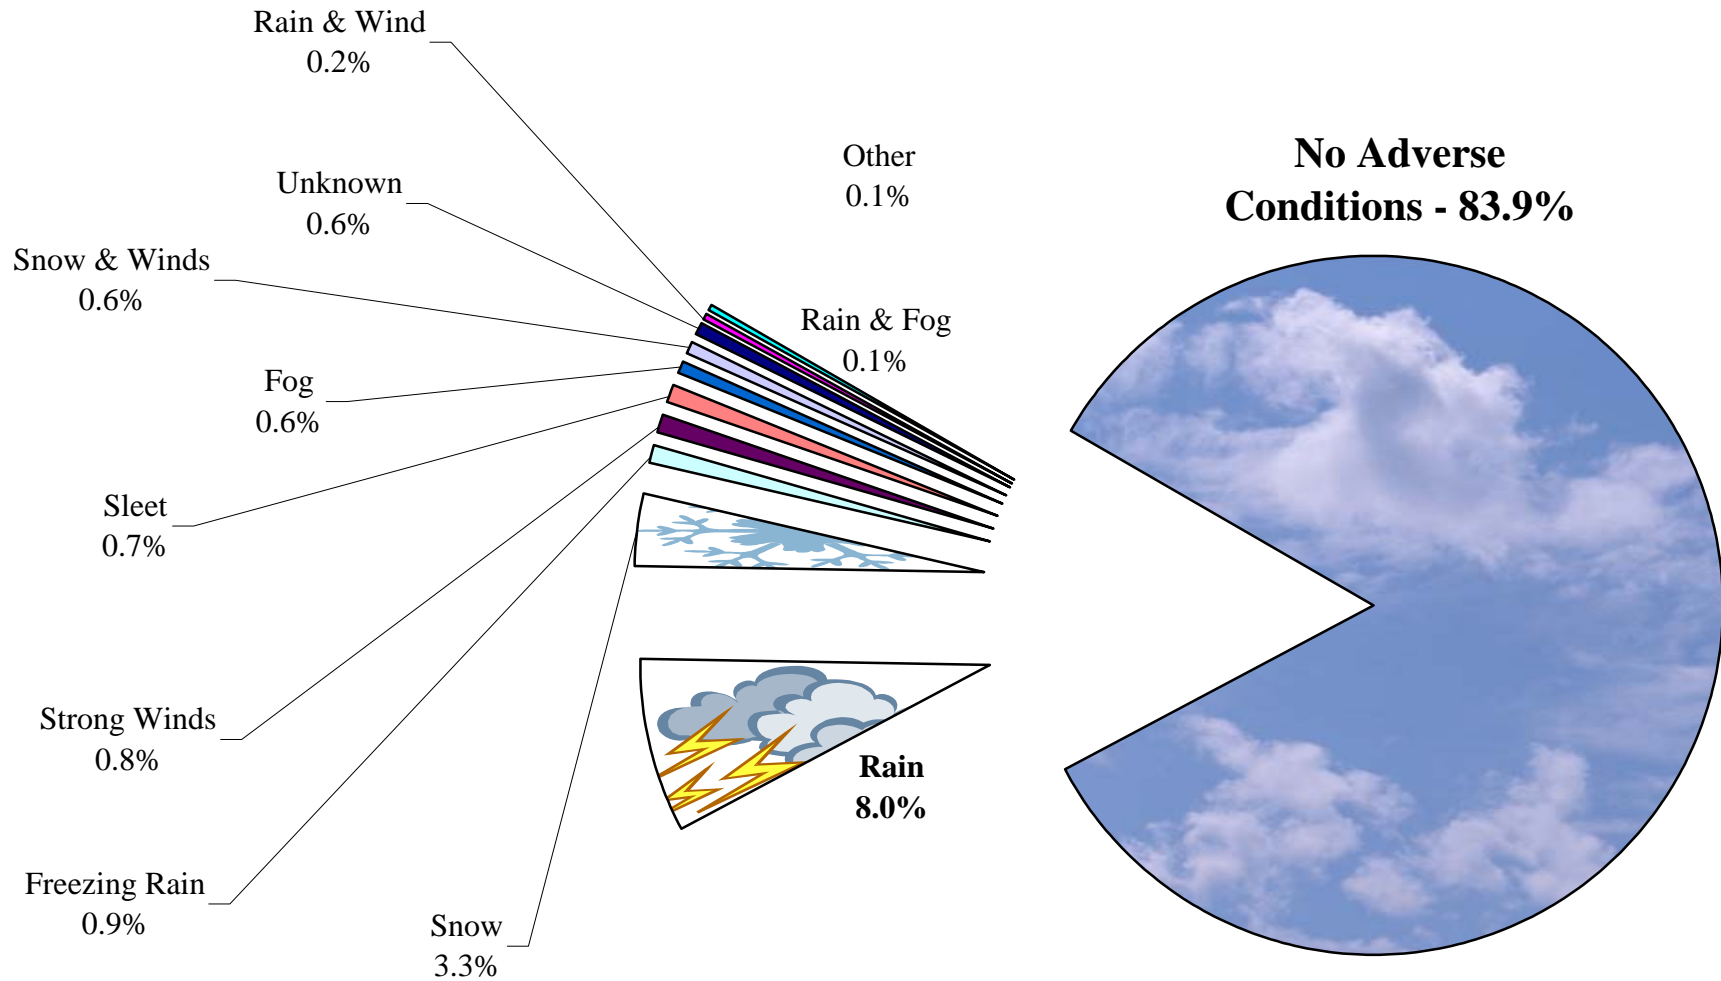 Rain & Wind
0.2%
Other
0.1%
No Adverse
Conditions - 83.9%
Unknown
0.6%
Snow & Winds
0.6%
Rain & Fog
0.1%
Fog
0.6%
Sleet
0.7%
Strong Winds
0.8%
Rain
8.0%
Freezing Rain
0.9%
Snow
3.3%